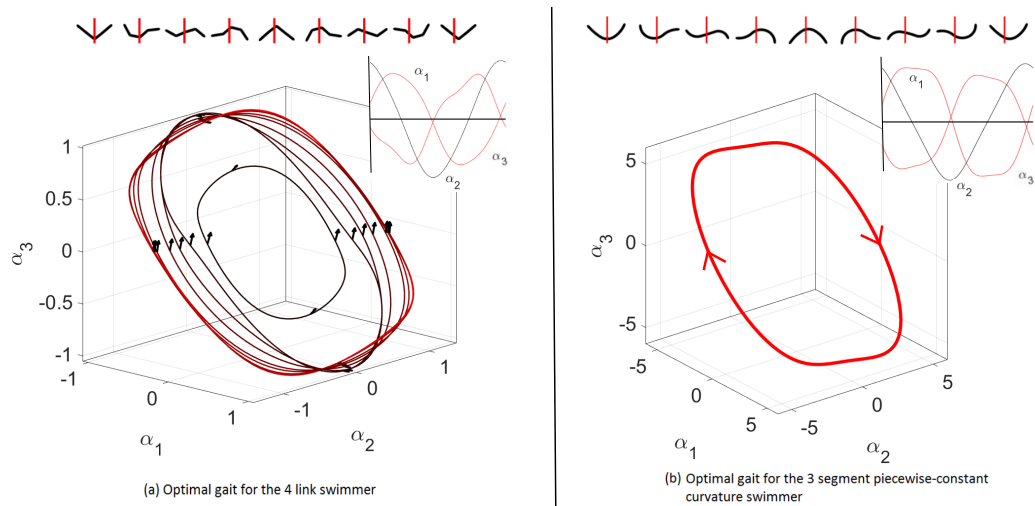 α1
α3
α2
1
0.5
0
-0.5
-1
α3
-1
0
1
α1
-1
0
1
α2
(a) Optimal gait for the 4 link swimmer
α1
α2
α3
5
0
-5
α3
-5
0
5
α1
-5
0
5
α2
(b) Optimal gait for the 3 segment piecewise-constant
curvature swimmer